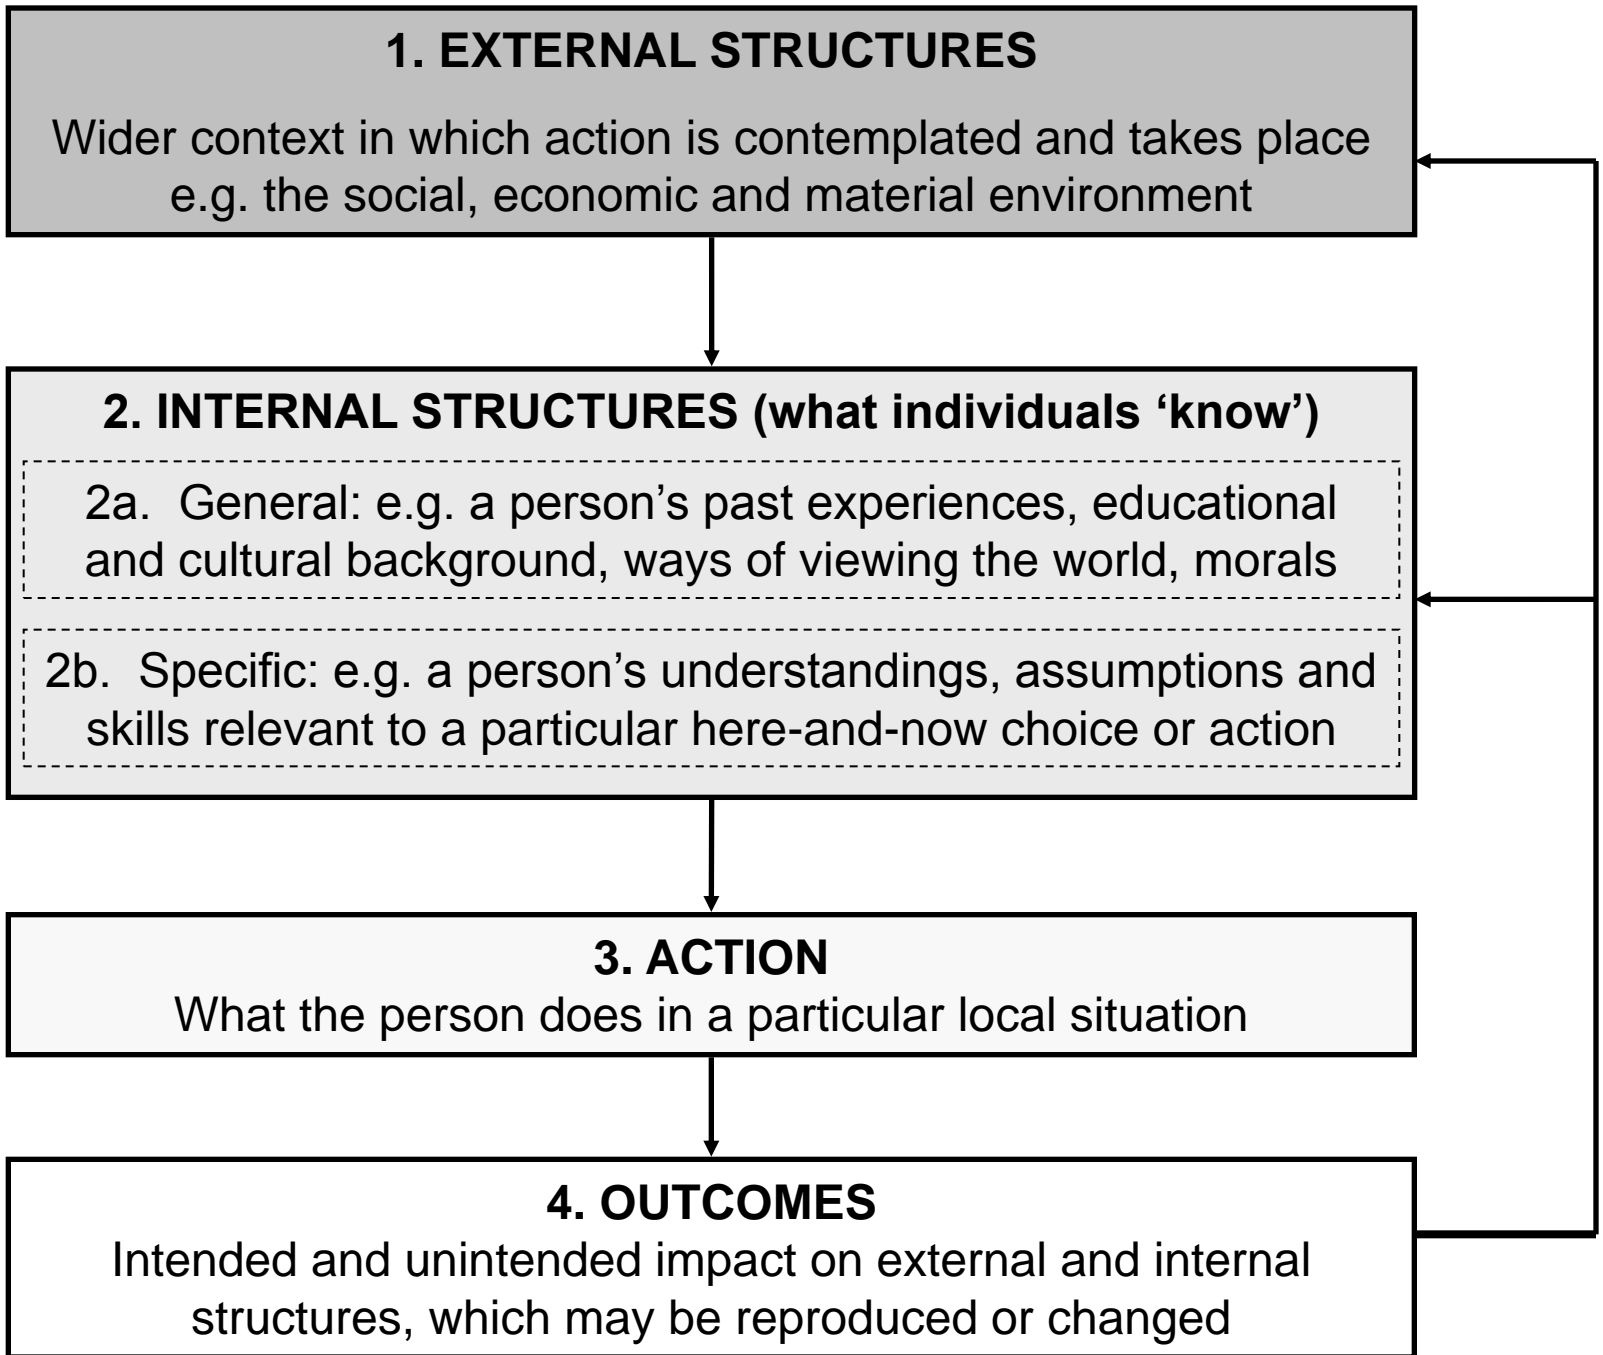 1. EXTERNAL STRUCTURES
Wider context in which action is contemplated and takes place
e.g. the social, economic and material environment
2. INTERNAL STRUCTURES (what individuals ‘know’)
2a. General: e.g. a person’s past experiences, educational
and cultural background, ways of viewing the world, morals
2b. Specific: e.g. a person’s understandings, assumptions and
skills relevant to a particular here-and-now choice or action
3. ACTION
What the person does in a particular local situation
4. OUTCOMES
Intended and unintended impact on external and internal
structures, which may be reproduced or changed